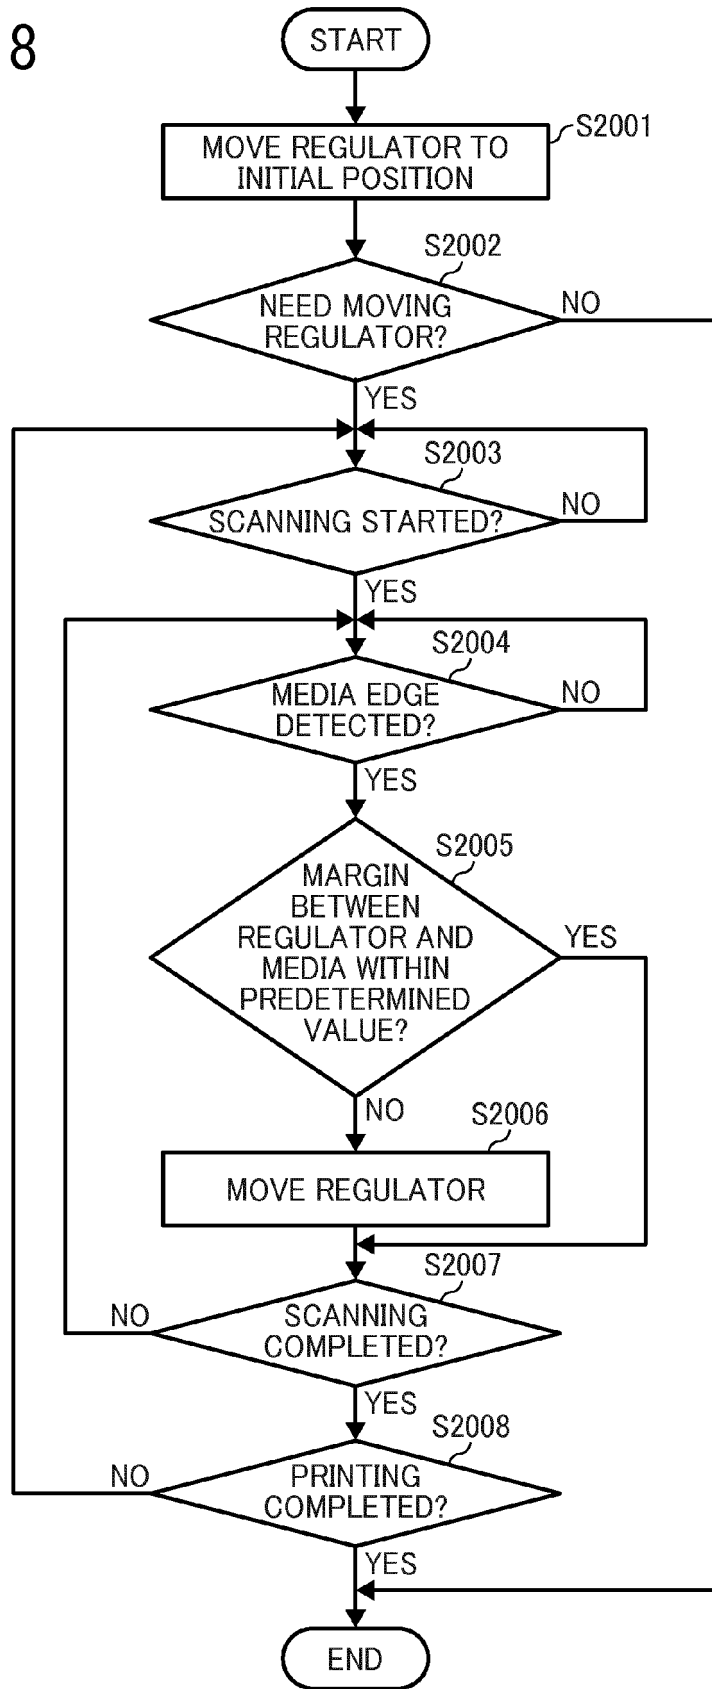 8
START
S2001
MOVE REGULATOR TO
INITIAL POSITION
S2002
NEED MOVING
REGULATOR?
NO
YES
S2003
SCANNING STARTED?
NO
YES
S2004
MEDIA EDGE
DETECTED?
NO
YES
S2005
MARGIN
BETWEEN
REGULATOR AND
MEDIA WITHIN
PREDETERMINED
VALUE?
YES
NO
S2006
MOVE REGULATOR
S2007
NO
SCANNING
COMPLETED?
YES
S2008
NO
PRINTING
COMPLETED?
YES
END